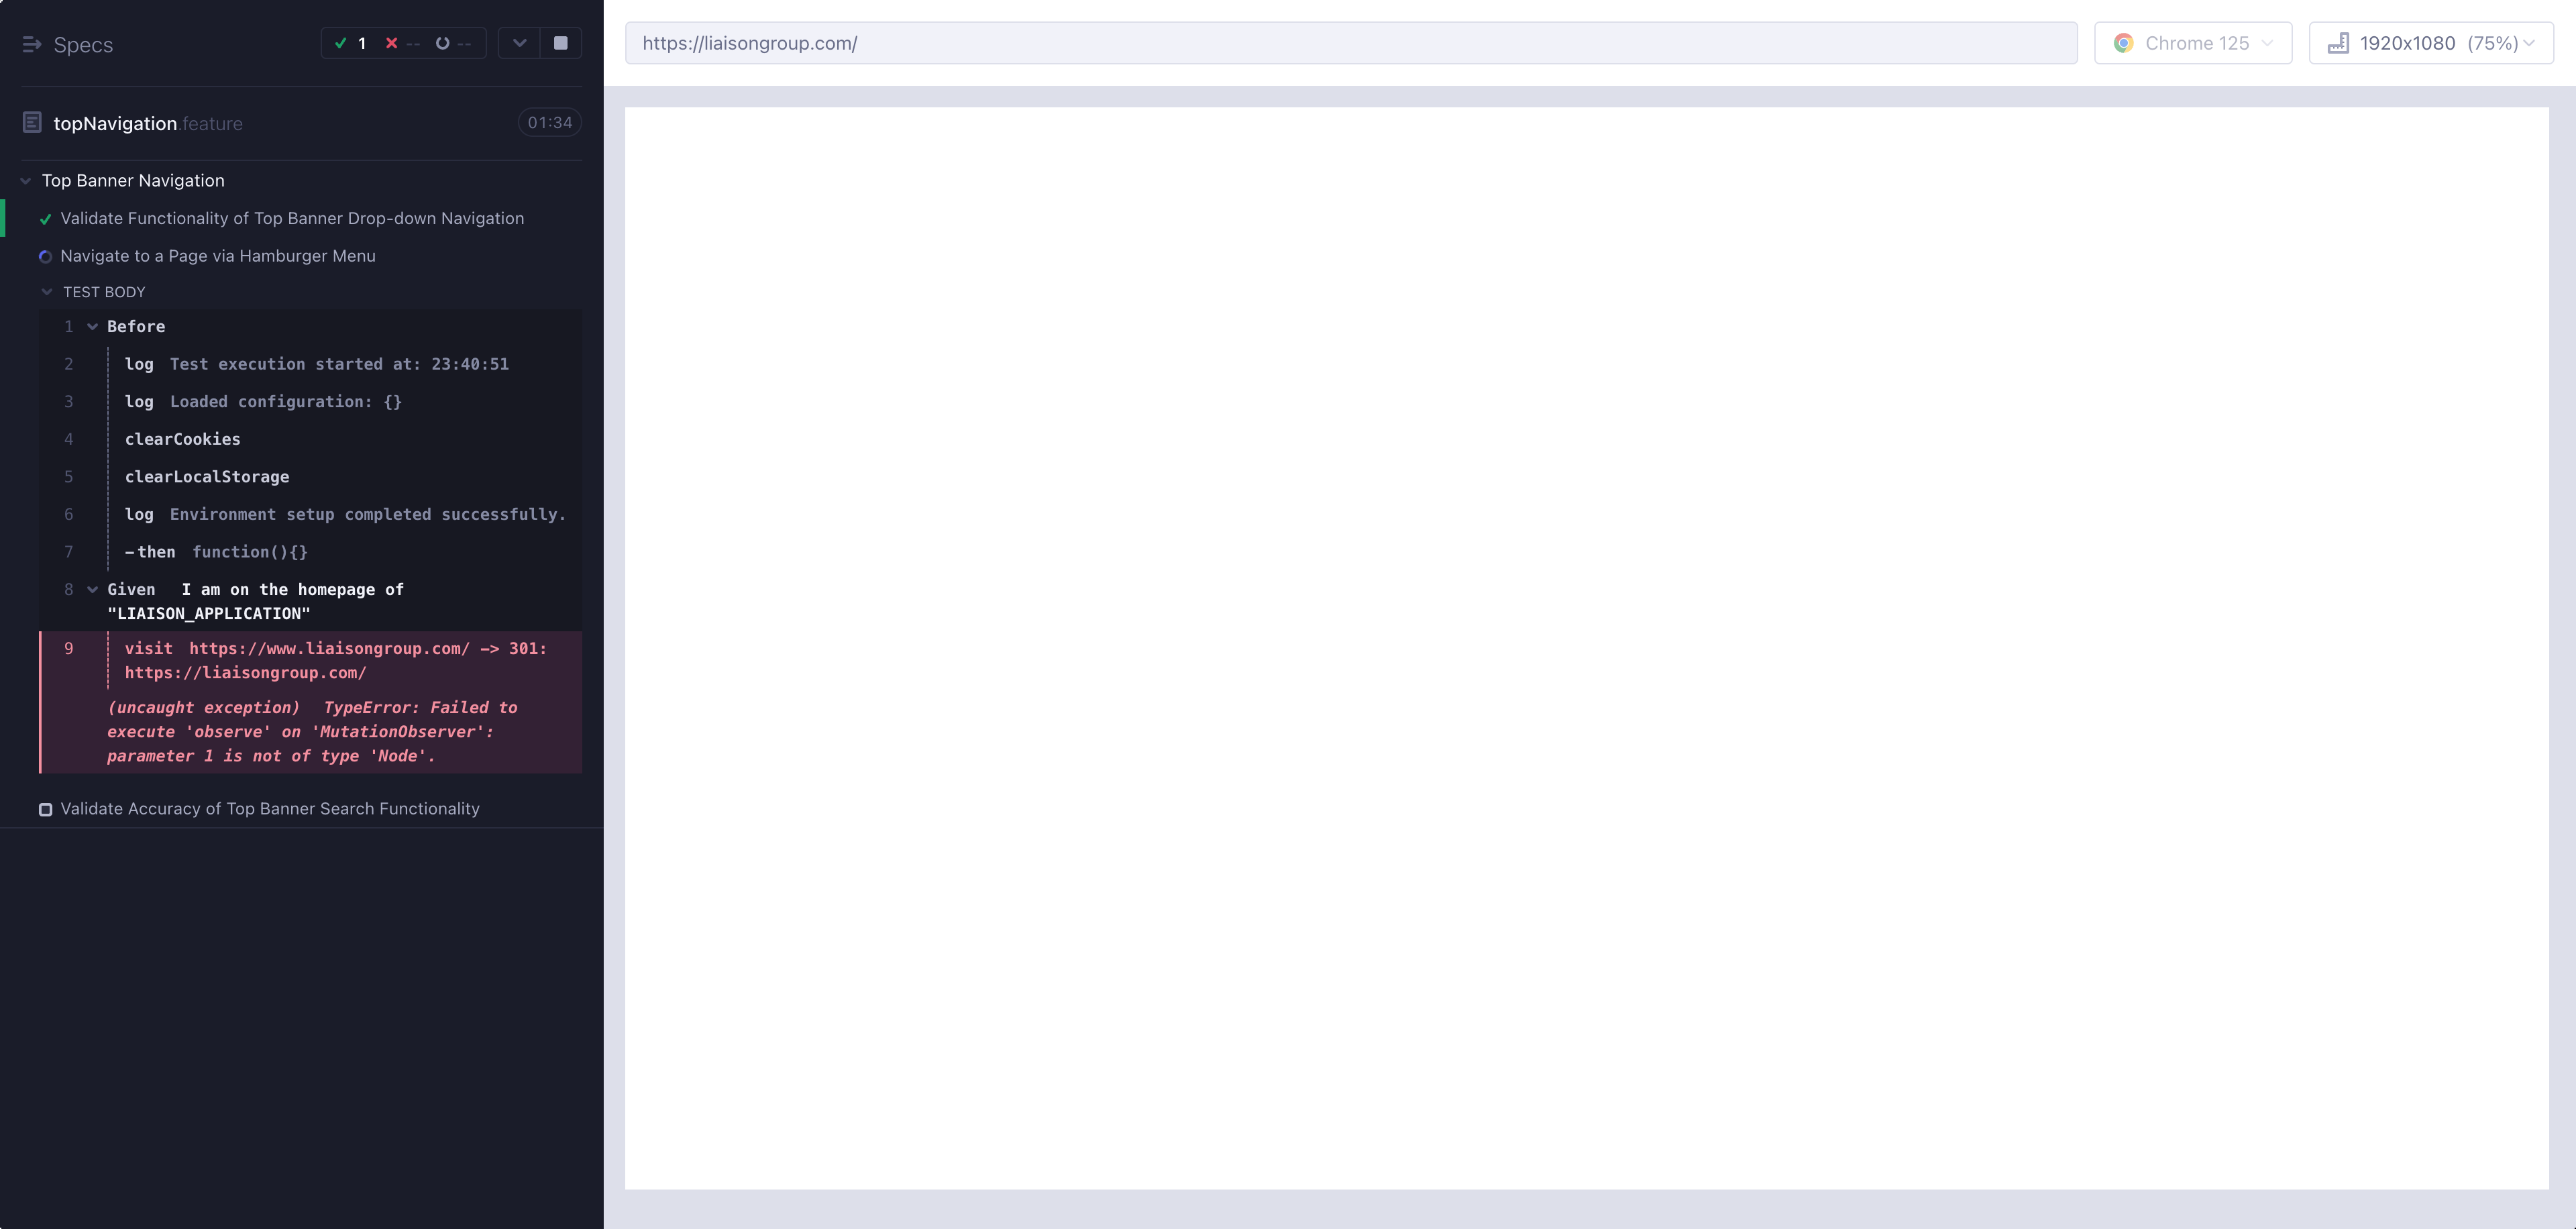 Specs
1 -- --
https://liaisongroup.com/
Chrome 125
1920x1080 (75%)
topNavigation.feature
01:34
Top Banner Navigation
Validate Functionality of Top Banner Drop-down Navigation
Navigate to a Page via Hamburger Menu
TEST BODY
1 Before
2 log Test execution started at: 23:40:51
3 log Loaded configuration: {}
4 clearCookies
5 clearLocalStorage
6 log Environment setup completed successfully.
7 -then function(){}
8 Given I am on the homepage of
"LIAISON_APPLICATION"
9 visit https://www.liaisongroup.com/ -> 301:
https://liaisongroup.com/
(uncaught exception) TypeError: Failed to
execute 'observe' on 'MutationObserver':
parameter 1 is not of type 'Node'.
Validate Accuracy of Top Banner Search Functionality